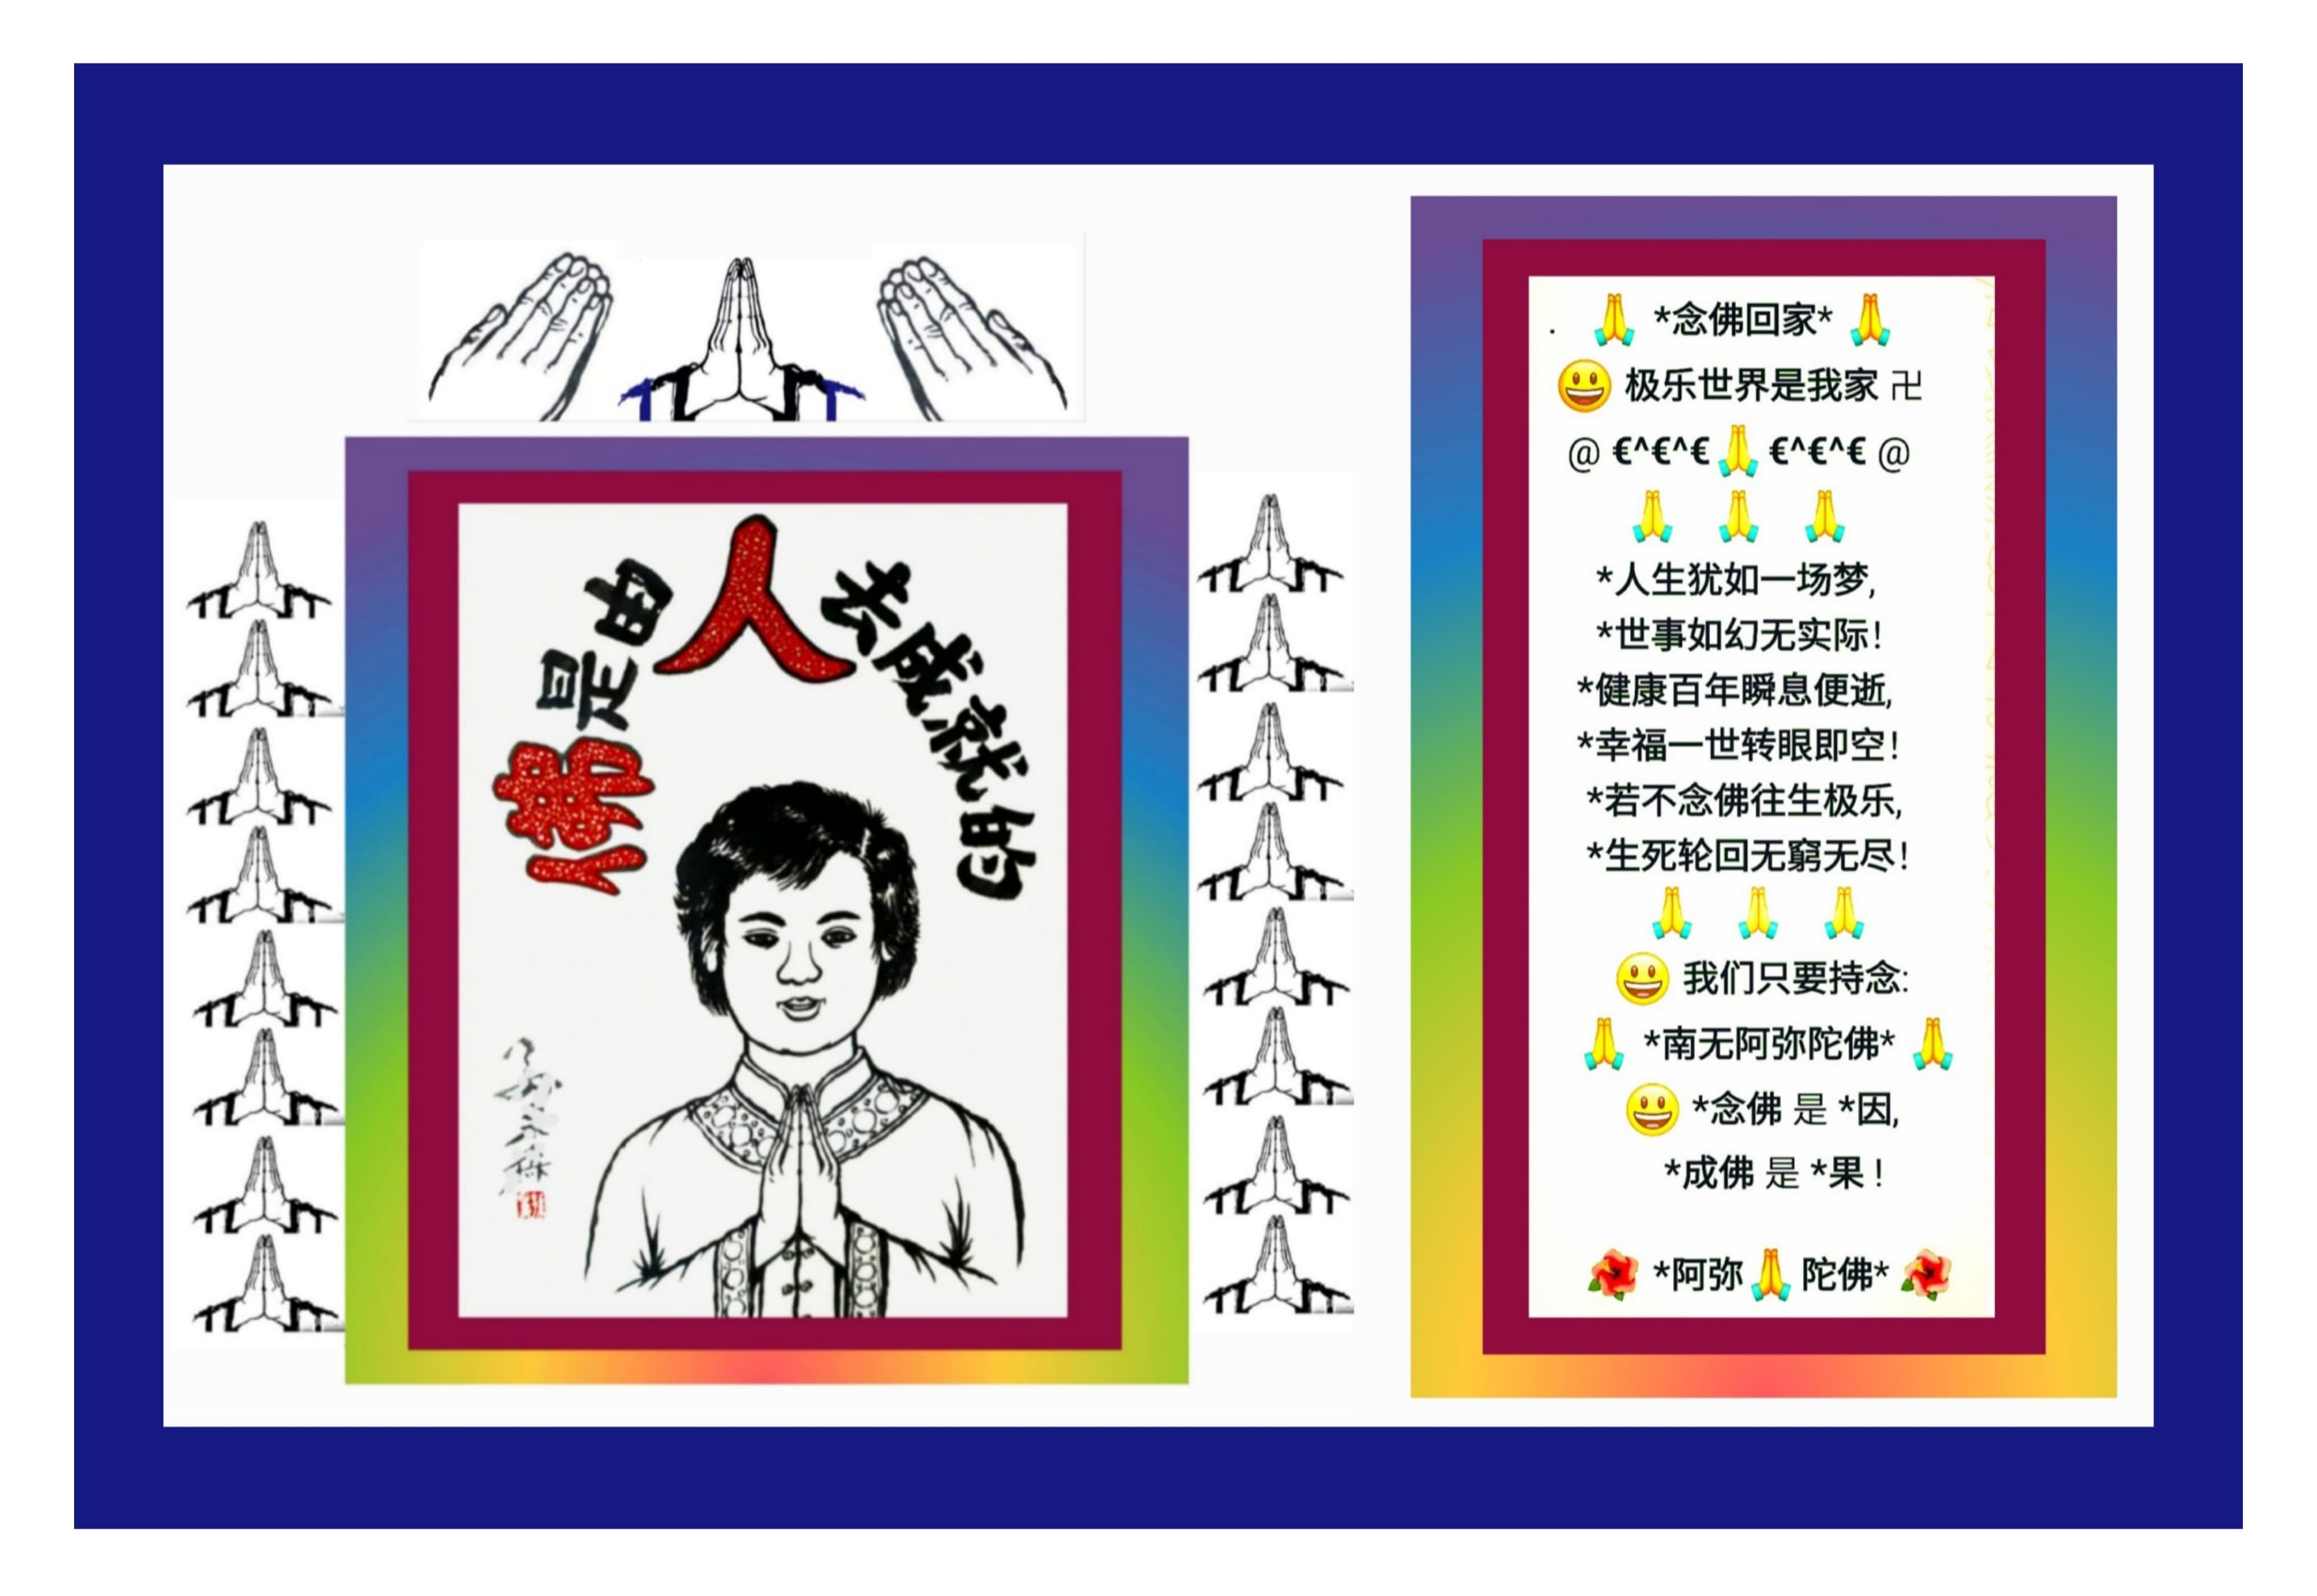 佛是由人去成就的
. 🙏 *念佛回家* 🙏
😃 极乐世界是我家 卍
@ €^€^€ 🙏 €^€^€ @
🙏 🙏 🙏
*人生犹如一场梦,
*世事如幻无实际!
*健康百年瞬息便逝,
*幸福一世转眼即空!
*若不念佛往生极乐,
*生死轮回无窮无尽!
🙏 🙏 🙏
😃 我们只要持念:
🙏 *南无阿弥陀佛* 🙏
😃 *念佛 是 *因,
*成佛 是 *果 !
🌺 *阿弥 🙏 陀佛* 🌺